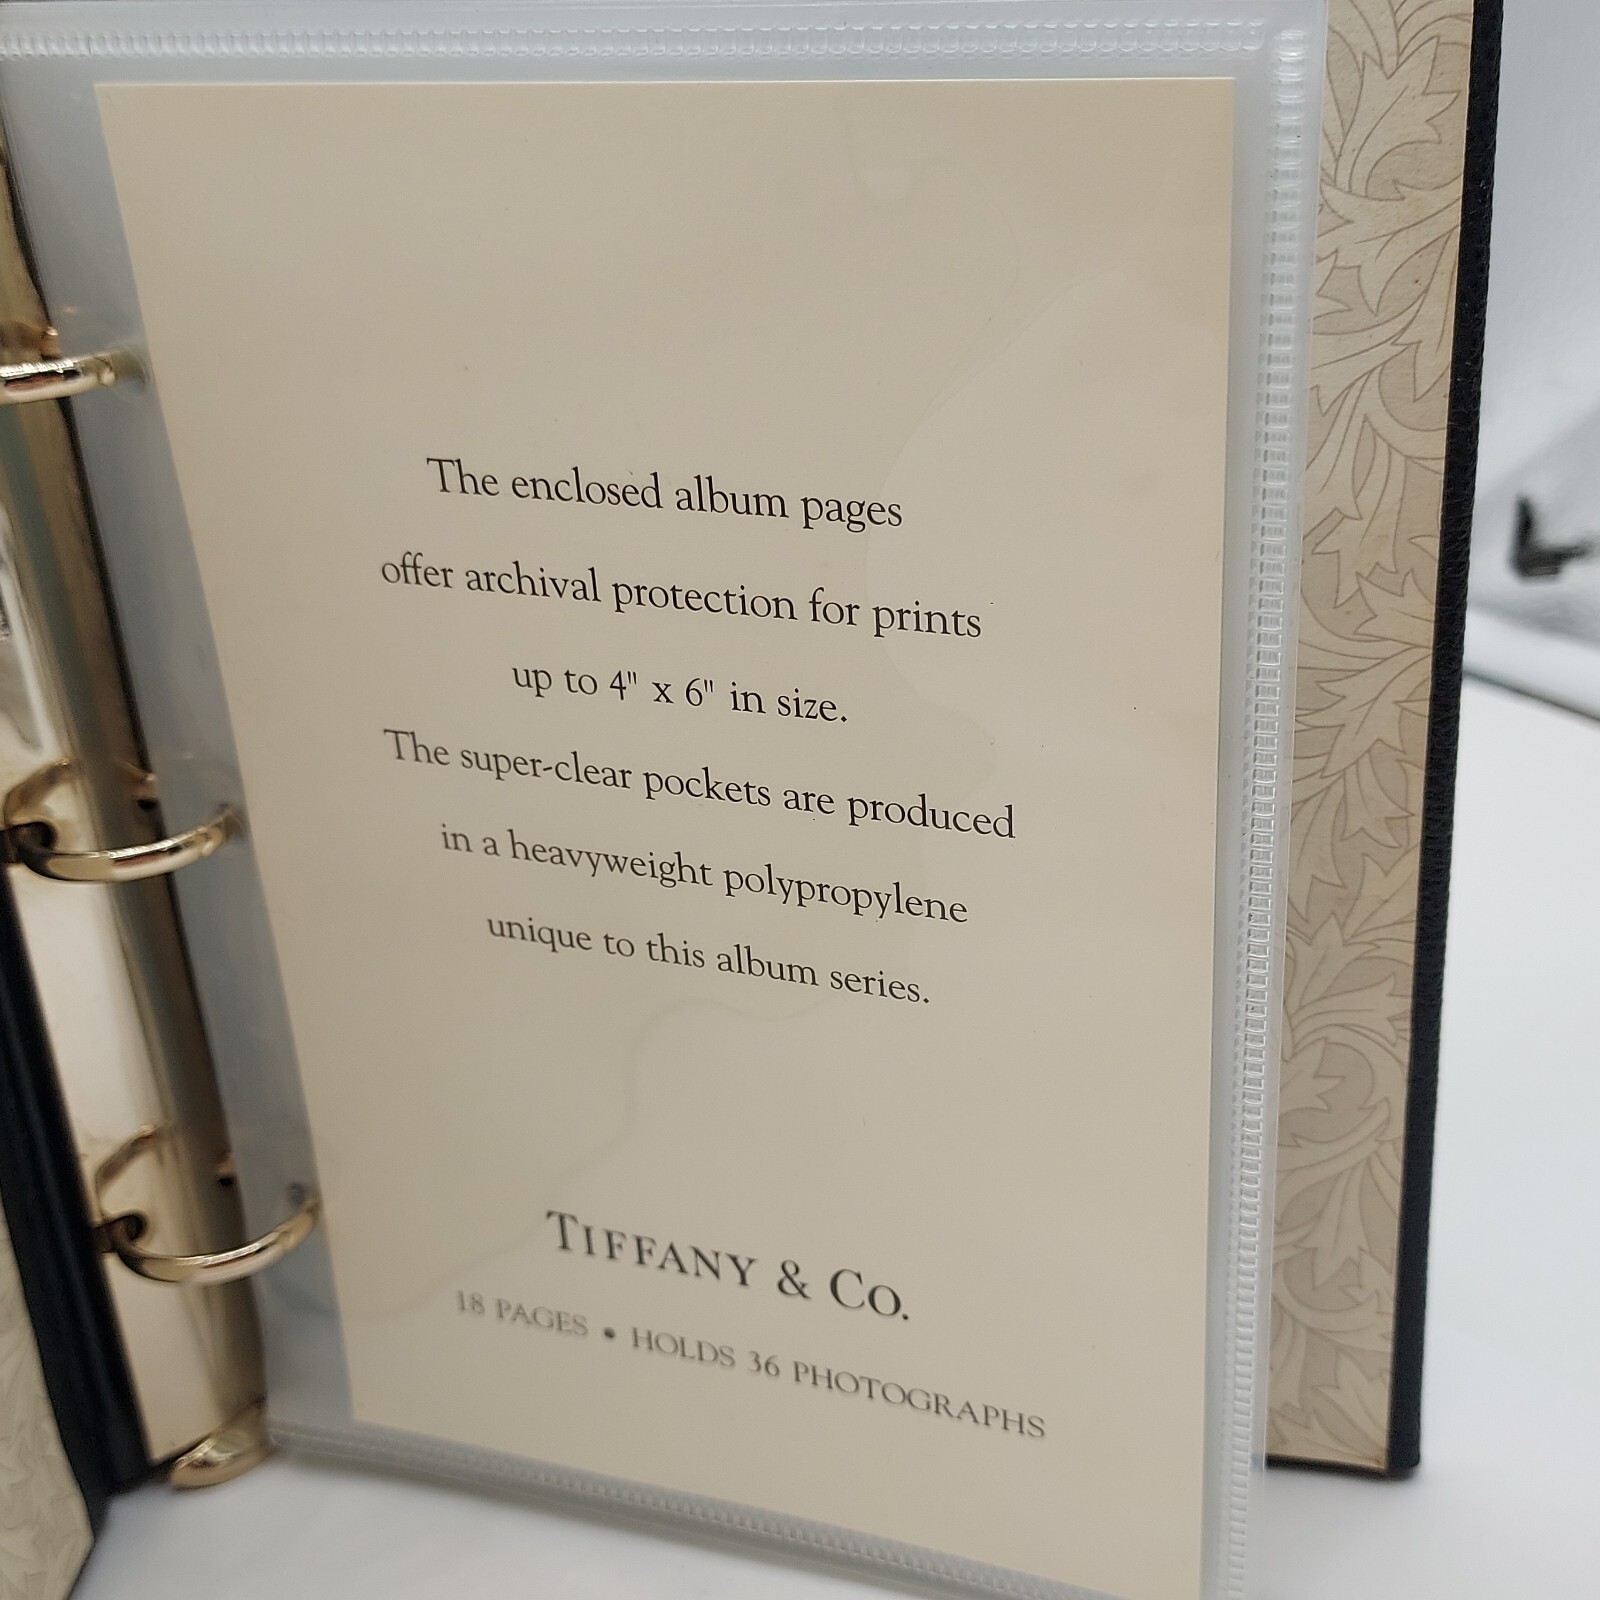 The enclosed album pages
offer archival protection for prints
up to 4" x 6" in size.
The super-clear pockets are produced
in a heavyweight polypropylene
unique to this album series.
TIFFANY & CO.
18 PAGES • HOLDS 36 PHOTOGRAPHS